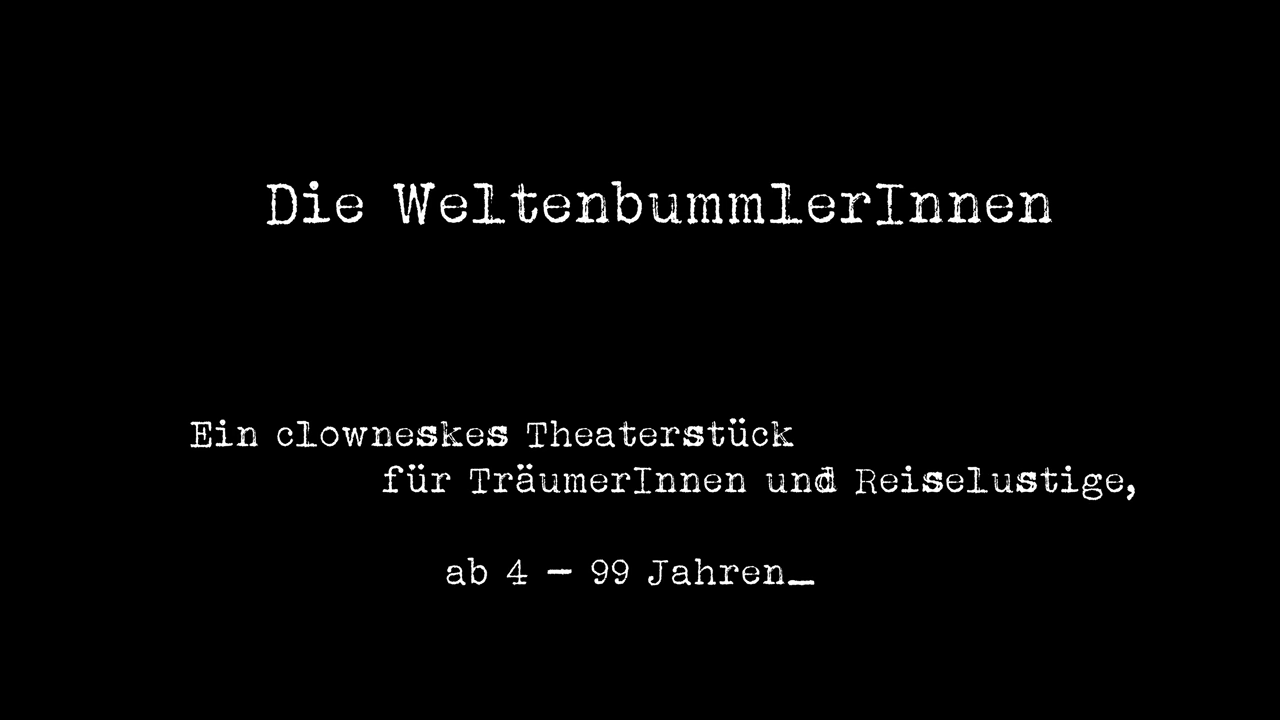 Die WeltenbummlerInnen
Ein clowneskes Theaterstück
für TräumerInnen und Reiselustige,
ab 4 – 99 Jahren_